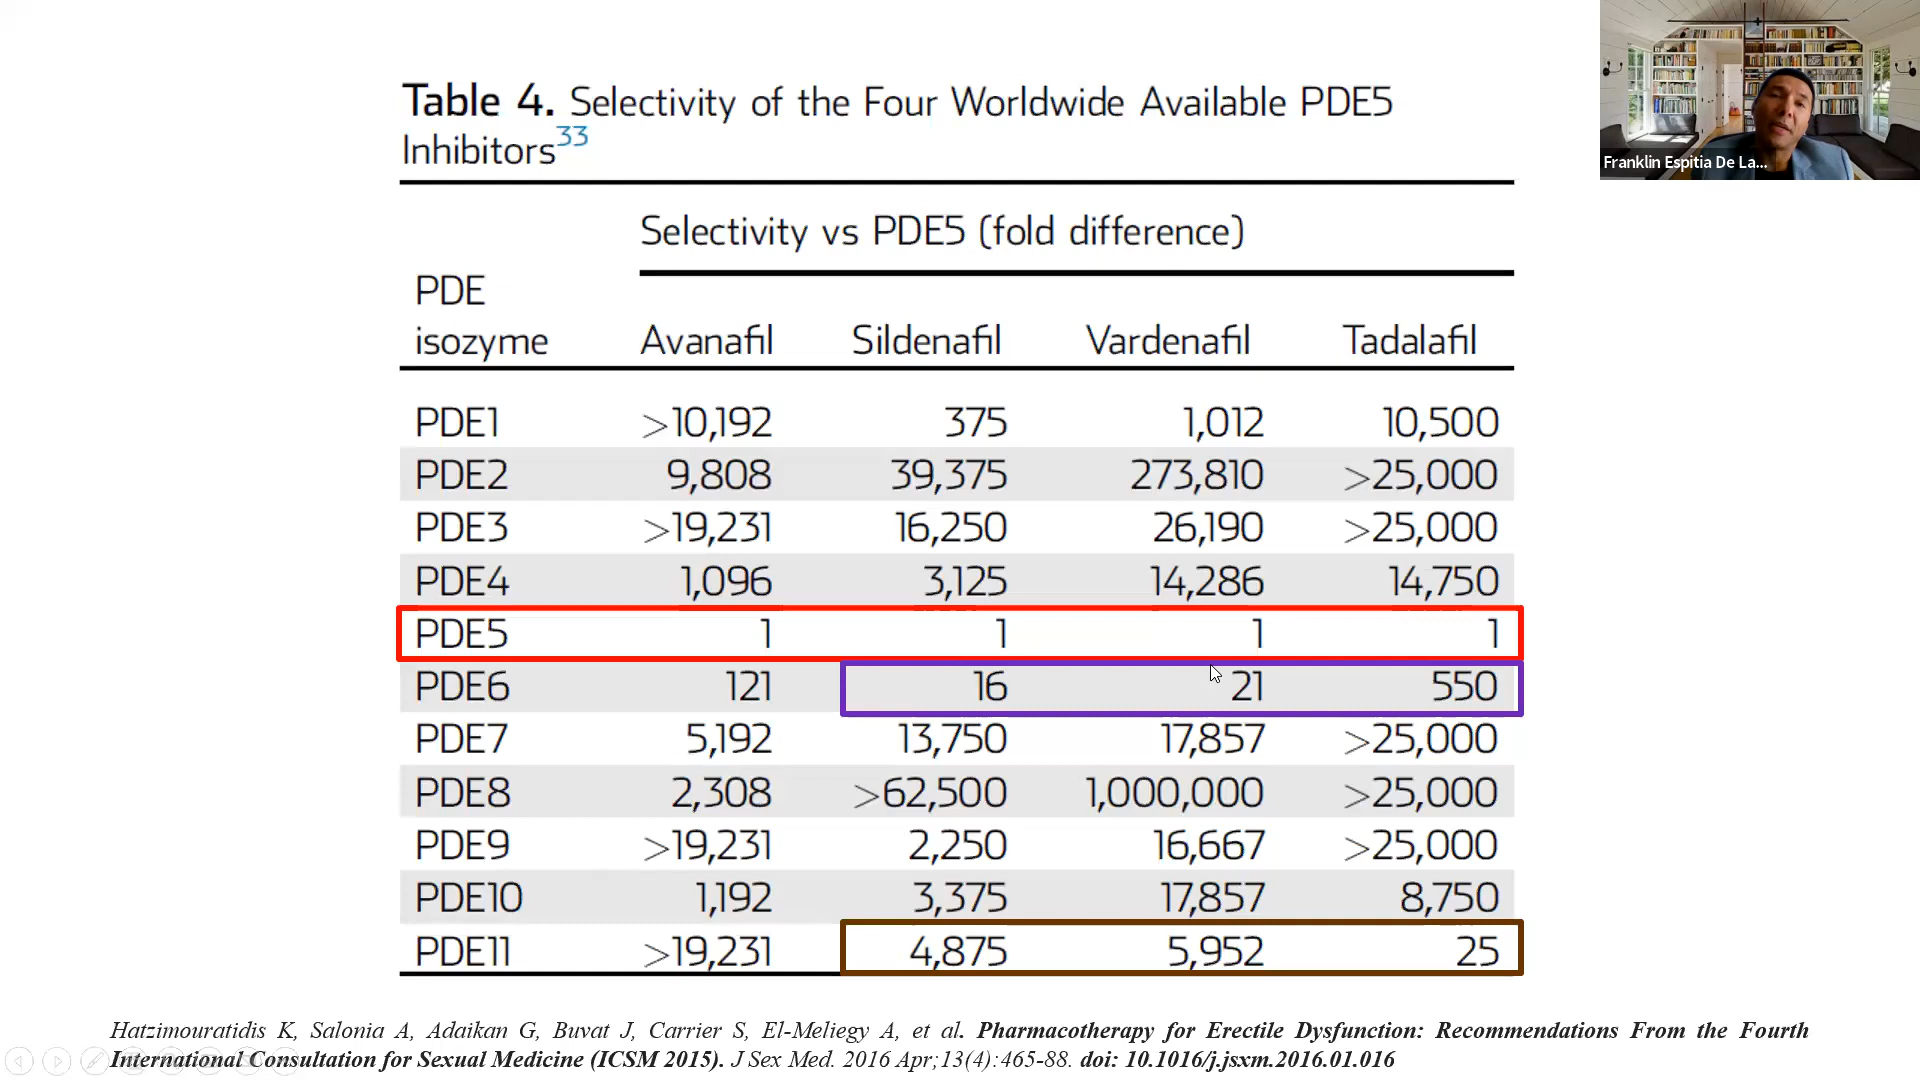 Franklin Espitia De La...
Table 4. Selectivity of the Four Worldwide Available PDE5
Inhibitors33
Selectivity vs PDE5 (fold difference)
PDE
isozyme Avanafil Sildenafil Vardenafil Tadalafil
PDE1 >10,192 375 1,012 10,500
PDE2 9,808 39,375 273,810 >25,000
PDE3 >19,231 16,250 26,190 >25,000
PDE4 1,096 3,125 14,286 14,750
PDE5 1 1 1 1
PDE6 121 16 21 550
PDE7 5,192 13,750 17,857 >25,000
PDE8 2,308 >62,500 1,000,000 >25,000
PDE9 >19,231 2,250 16,667 >25,000
PDE10 1,192 3,375 17,857 8,750
PDE11 >19,231 4,875 5,952 25
Hatzimouratidis K, Salonia A, Adaikan G, Buvat J, Carrier S, El-Meliegy A, et al. Pharmacotherapy for Erectile Dysfunction: Recommendations From the Fourth
International Consultation for Sexual Medicine (ICSM 2015). J Sex Med. 2016 Apr;13(4):465-88. doi: 10.1016/j.jsxm.2016.01.016